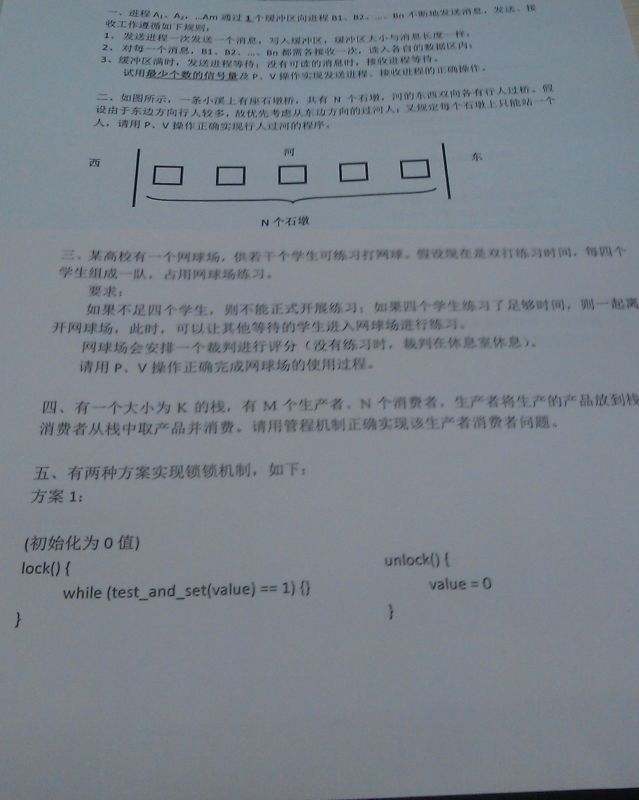 一、进程 A1、A2，…Am 通过 1 个缓冲区向进程 B1、B2、…、Bn 不断地发送消息，发送、接
收工作遵循如下规则：
1、 发送进程一次发送一个消息，写入缓冲区，缓冲区大小与消息长度一样；
2、 对每一个消息，B1、B2、…、Bn 都需各接收一次，读入各自的数据区内；
3、 缓冲区满时，发送进程等待；没有可读的消息时，接收进程等待。
试用最少个数的信号量及 P、V 操作实现发送进程、接收进程的正确操作。
二、如图所示，一条小溪上有座石墩桥，共有 N 个石墩，河的东西双向各有行人过桥。假
设由于东边方向行人较多，故优先考虑从东边方向的过河人；又规定每个石墩上只能站一个
人，请用 P、V 操作正确实现行人过河的程序。
西 河 东
N 个石墩
三、某高校有一个网球场，供若干个学生可练习打网球。假设现在是双打练习时间，每四个
学生组成一队，占用网球场练习。
要求：
如果不足四个学生，则不能正式开展练习；如果四个学生练习了足够时间，则一起离
开网球场，此时，可以让其他等待的学生进入网球场进行练习。
网球场会安排一个裁判进行评分（没有练习时，裁判在休息室休息）。
请用 P、V 操作正确完成网球场的使用过程。
四、有一个大小为 K 的栈，有 M 个生产者、N 个消费者，生产者将生产的产品放到栈
消费者从栈中取产品并消费。请用管程机制正确实现该生产者消费者问题。
五、有两种方案实现锁锁机制，如下：
方案 1：
(初始化为 0 值)
lock() { unlock() {
while (test_and_set(value) == 1) {} value = 0
} }